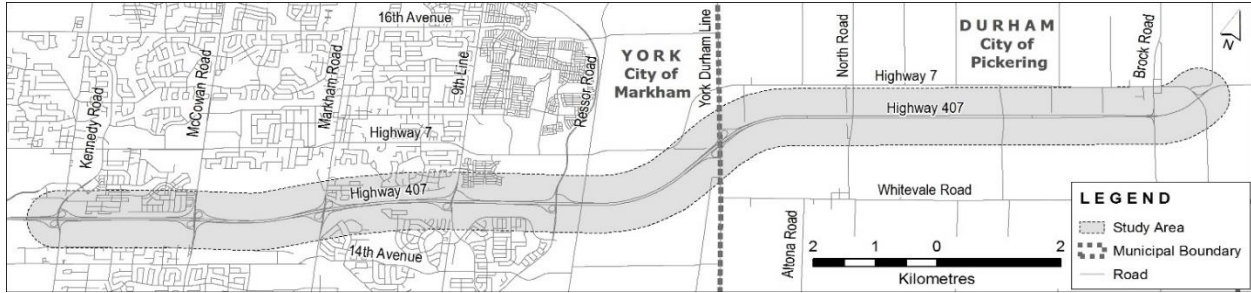 16th Avenue
Kennedy Road
McCowan Road
Markham Road
9th Line
Ressor Road
YORK
City of
Markham
York Durham Line
North Road
DURHAM
City of
Pickering
Brock Road
N
Highway 7
Highway 407
Highway 7
Highway 407
14th Avenue
Whitevale Road
Altona Road
2 1 0 2
Kilometres
LEGEND
Study Area
Municipal Boundary
Road